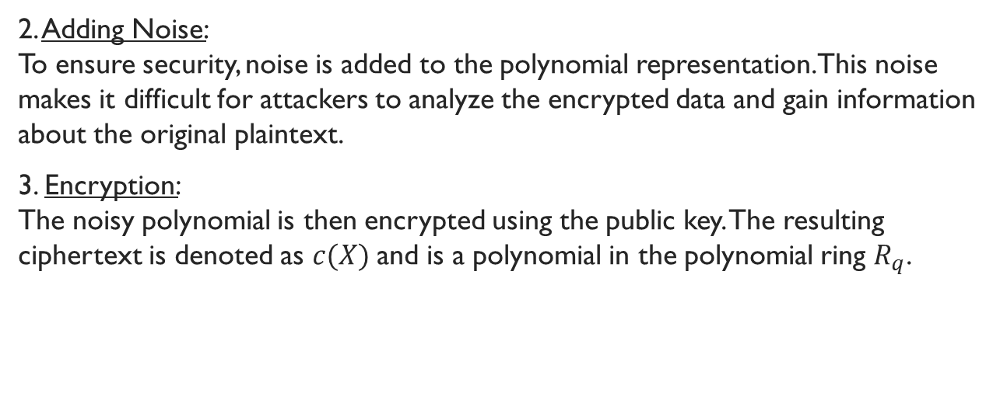 2. Adding Noise:
To ensure security, noise is added to the polynomial representation. This noise
makes it difficult for attackers to analyze the encrypted data and gain information
about the original plaintext.
3. Encryption:
The noisy polynomial is then encrypted using the public key. The resulting
ciphertext is denoted as c(X) and is a polynomial in the polynomial ring R_q.